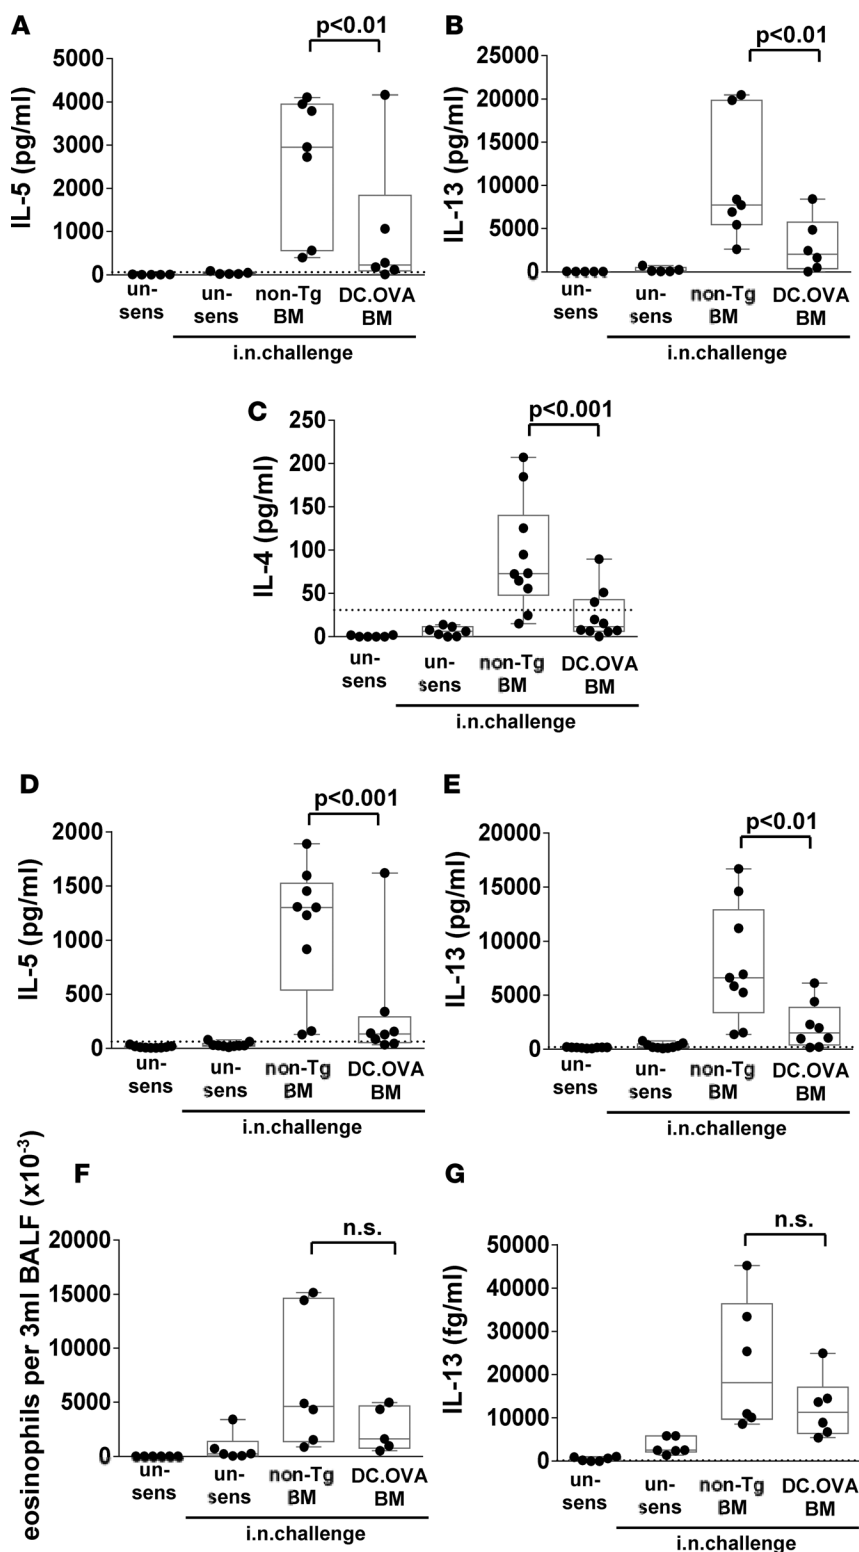 A
p<0.01
IL-5 (pg/ml)
5000
4000
3000
2000
1000
0
un-
sens
un-
sens
non-Tg
BM
DC.OVA
BM
i.n.challenge
B
p<0.01
IL-13 (pg/ml)
25000
20000
15000
10000
5000
0
un-
sens
un-
sens
non-Tg
BM
DC.OVA
BM
i.n.challenge
C
p<0.001
IL-4 (pg/ml)
250
200
150
100
50
0
un-
sens
un-
sens
non-Tg
BM
DC.OVA
BM
i.n.challenge
D
p<0.001
IL-5 (pg/ml)
2000
1500
1000
500
0
un-
sens
un-
sens
non-Tg
BM
DC.OVA
BM
i.n.challenge
E
p<0.01
IL-13 (pg/ml)
20000
15000
10000
5000
0
un-
sens
un-
sens
non-Tg
BM
DC.OVA
BM
i.n.challenge
F
n.s.
eosinophils per 3ml BALF (x10-3)
20000
15000
10000
5000
0
un-
sens
un-
sens
non-Tg
BM
DC.OVA
BM
i.n.challenge
G
n.s.
IL-13 (fg/ml)
50000
40000
30000
20000
10000
0
un-
sens
un-
sens
non-Tg
BM
DC.OVA
BM
i.n.challenge